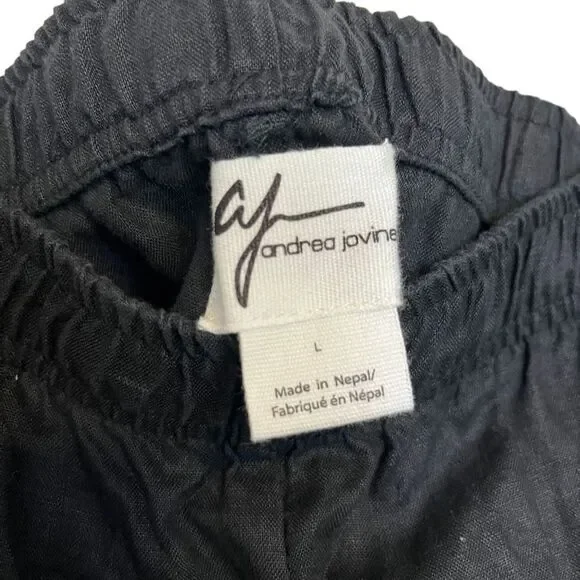 aj
andrea jovine
L
Made in Nepal/
Fabriqué én Népal